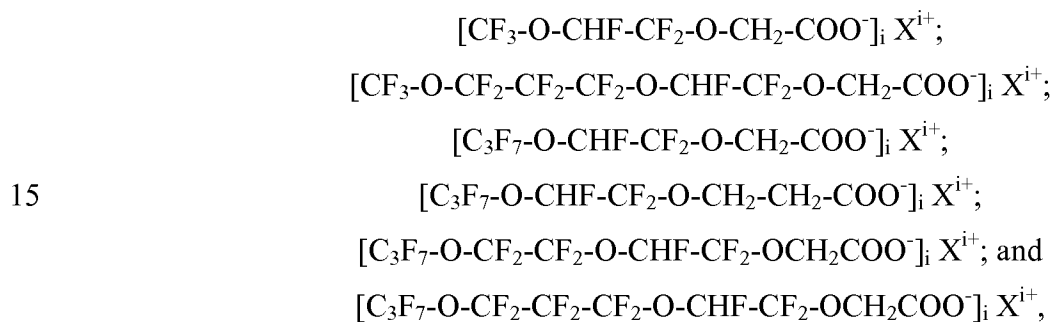 [CF₃-O-CHF-CF₂-O-CH₂-COO⁻]ᵢ Xⁱ⁺;
[CF₃-O-CF₂-CF₂-CF₂-O-CHF-CF₂-O-CH₂-COO⁻]ᵢ Xⁱ⁺;
[C₃F₇-O-CHF-CF₂-O-CH₂-COO⁻]ᵢ Xⁱ⁺;
15 [C₃F₇-O-CHF-CF₂-O-CH₂-CH₂-COO⁻]ᵢ Xⁱ⁺;
[C₃F₇-O-CF₂-CF₂-O-CHF-CF₂-OCH₂COO⁻]ᵢ Xⁱ⁺; and
[C₃F₇-O-CF₂-CF₂-CF₂-O-CHF-CF₂-OCH₂COO⁻]ᵢ Xⁱ⁺,